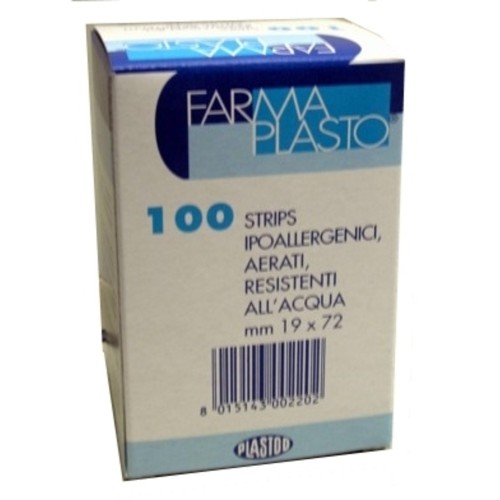 FARMA
PLASTO®
100 STRIPS
IPOALLERGENICI,
AERATI,
RESISTENTI
ALL'ACQUA
mm 19 x 72
8 015143 002202
PLASTOD